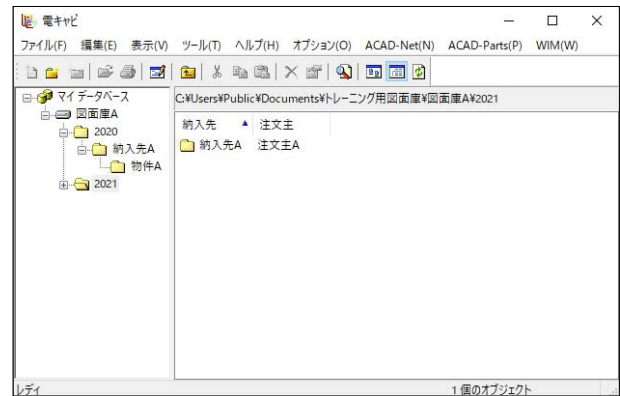 電キャビ
ファイル(F) 編集(E) 表示(V) ツール(T) ヘルプ(H) オプション(O) ACAD-Net(N) ACAD-Parts(P) WIM(W)
マイ データベース
図面庫A
2020
納入先A
物件A
2021
C:¥Users¥Public¥Documents¥トレーニング用図面庫¥図面庫A¥2021
納入先 ▲ 注文主
納入先A 注文主A
レディ
1 個のオブジェクト